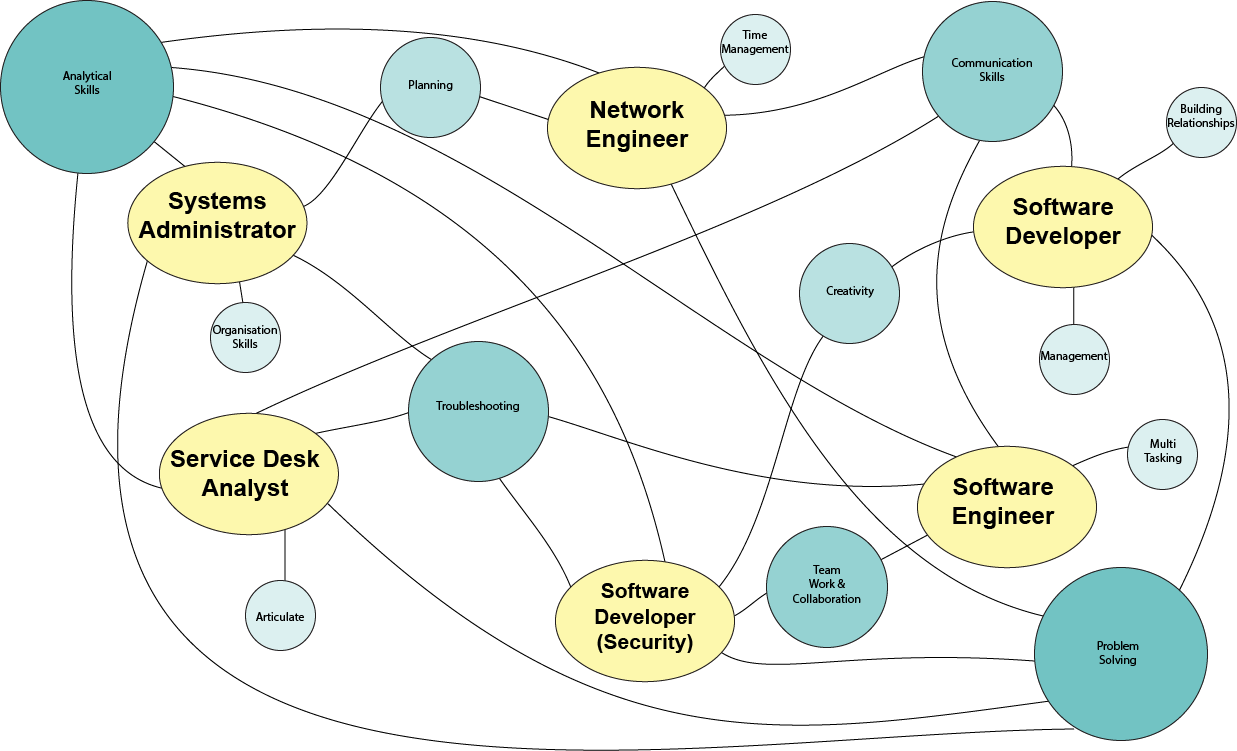 Analytical
Skills
Planning
Network
Engineer
Time
Management
Communication
Skills
Building
Relationships
Systems
Administrator
Software
Developer
Creativity
Organisation
Skills
Management
Troubleshooting
Service Desk
Analyst
Multi
Tasking
Software
Engineer
Team
Work &
Collaboration
Software
Developer
(Security)
Articulate
Problem
Solving